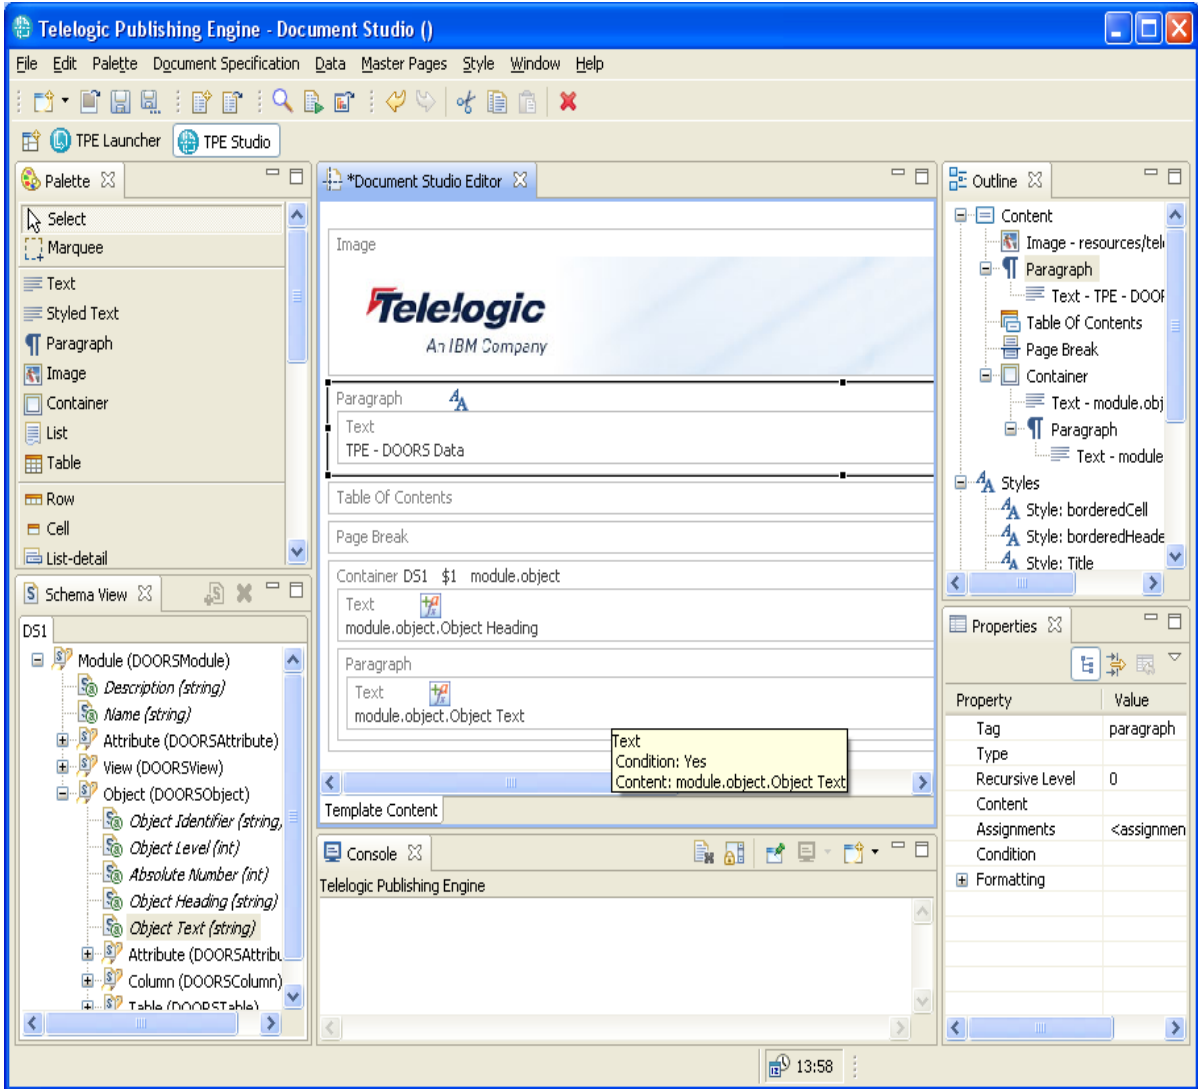 Telelogic Publishing Engine - Document Studio ()
File Edit Palette Document Specification Data Master Pages Style Window Help
TPE Launcher TPE Studio
Palette
Select
Marquee
Text
Styled Text
Paragraph
Image
Container
List
Table
Row
Cell
List-detail
Schema View
DS1
Module (DOORSModule)
Description (string)
Name (string)
Attribute (DOORSAttribute)
View (DOORSView)
Object (DOORSObject)
Object Identifier (string,
Object Level (int)
Absolute Number (int)
Object Heading (string)
Object Text (string)
Attribute (DOORSAttribu
Column (DOORSColumn)
Table (DOORSTable)
*Document Studio Editor
Image
Telelogic
An IBM Company
Paragraph
Text
TPE - DOORS Data
Table Of Contents
Page Break
Container DS1 $1 module.object
Text
module.object.Object Heading
Paragraph
Text
module.object.Object Text
Text
Condition: Yes
Content: module.object.Object Text
Template Content
Console
Telelogic Publishing Engine
Outline
Content
Image - resources/tel
Paragraph
Text - TPE - DOOR
Table Of Contents
Page Break
Container
Text - module.obj
Paragraph
Text - module
Styles
Style: borderedCell
Style: borderedHeade
Style: Title
Properties
Property Value
Tag paragraph
Type
Recursive Level 0
Content
Assignments <assignmen
Condition
Formatting
13:58